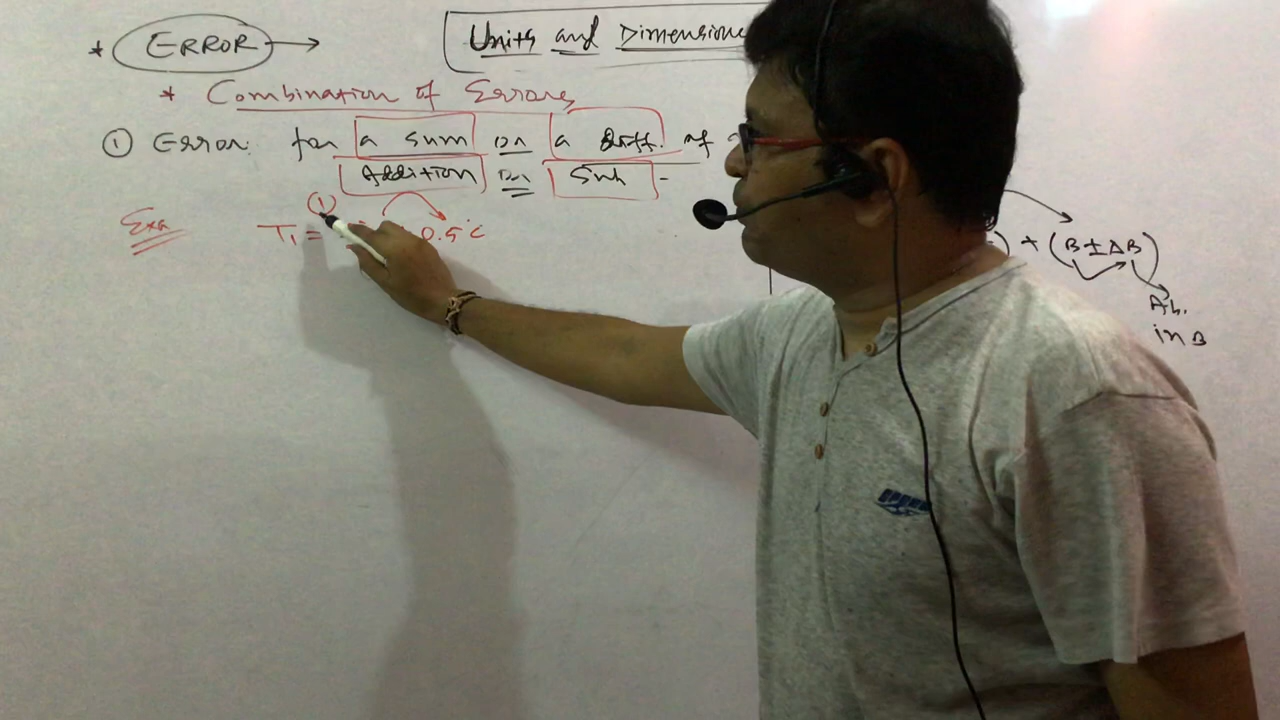 * ERROR → Units and Dimensions
* Combination of Errors
① Error for a sum or a Diff. of
Addition or Sub -
①
Exa T₁ = 0.5°C
+ (B ± ΔB)
Ab.
in B